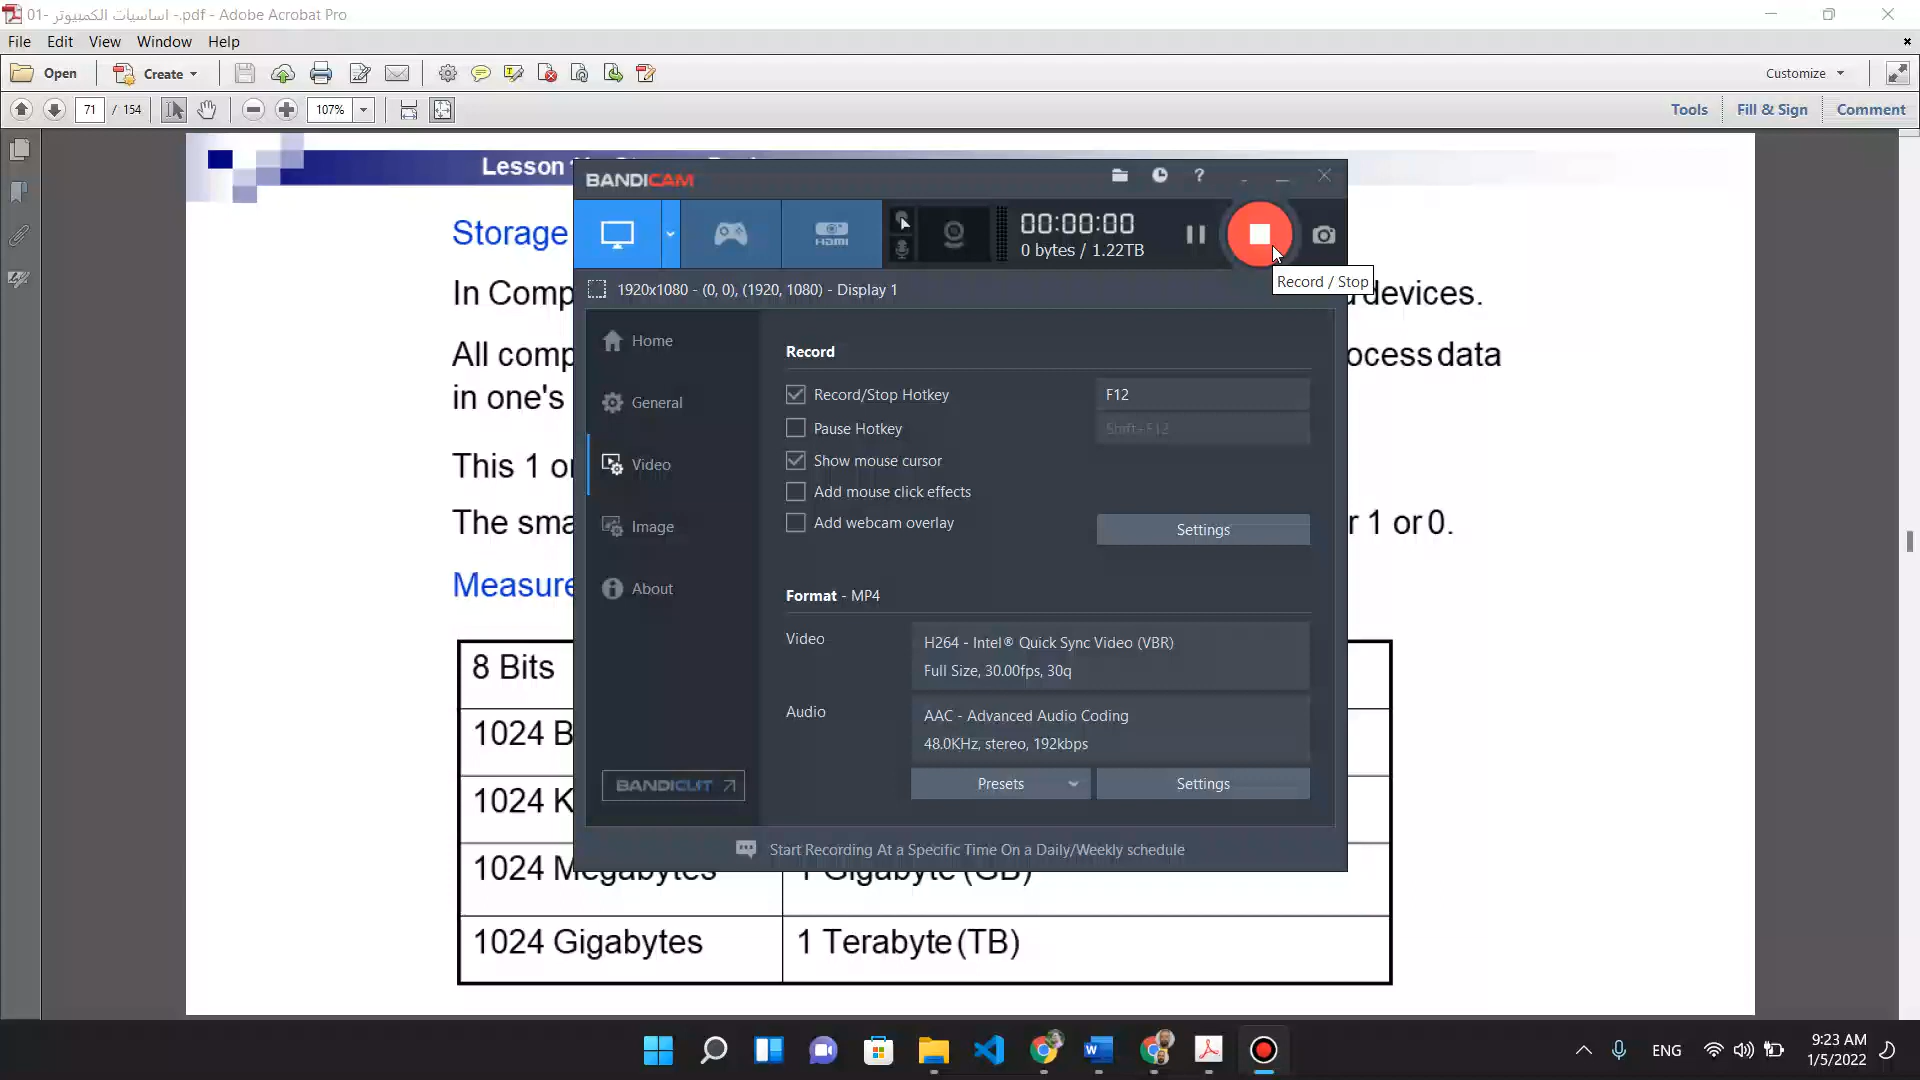 01- اساسيات الكمبيوتر -.pdf - Adobe Acrobat Pro
File Edit View Window Help
Open Create Customize
71 / 154 107% Tools Fill & Sign Comment
Lesson
BANDICAM
00:00:00
0 bytes / 1.22TB
HDMI
Record / Stop
1920x1080 - (0, 0), (1920, 1080) - Display 1
Home
General
Video
Image
About
BANDICUT
Record
Record/Stop Hotkey F12
Pause Hotkey Shift+F12
Show mouse cursor
Add mouse click effects
Add webcam overlay
Settings
Format - MP4
Video
H264 - Intel® Quick Sync Video (VBR)
Full Size, 30.00fps, 30q
Audio
AAC - Advanced Audio Coding
48.0KHz, stereo, 192kbps
Presets Settings
Start Recording At a Specific Time On a Daily/Weekly schedule
Storage
In Comp devices.
All comp ocess data
in one's
This 1 or
The sma r 1 or 0.
Measure
8 Bits
1024 B
1024 K
1024 Megabytes 1 Gigabyte (GB)
1024 Gigabytes 1 Terabyte (TB)
ENG
9:23 AM
1/5/2022